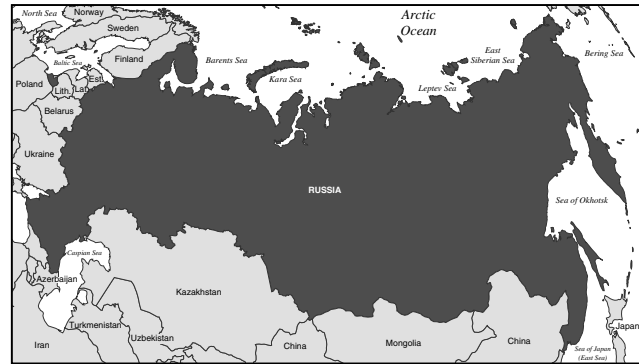 North Sea
Norway
Sweden
Arctic
Ocean
Baltic Sea
Finland
Barents Sea
Kara Sea
East
Siberian Sea
Bering Sea
Leptev Sea
Poland
Lith.
Lat.
Est.
Belarus
Ukraine
RUSSIA
Sea of Okhotsk
Caspian Sea
Azerbaijan
Kazakhstan
Iran
Turkmenistan
Uzbekistan
China
Mongolia
China
Japan
Sea of Japan
(East Sea)